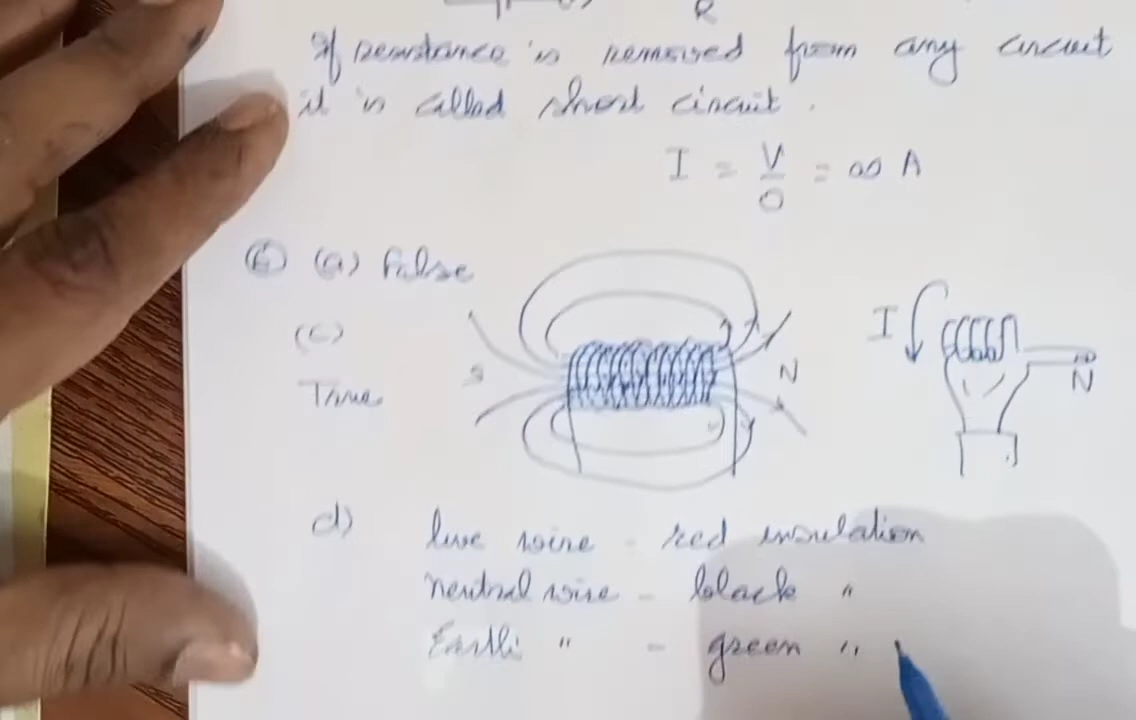 R
If resistance is removed from any circuit
it is called short circuit.
I = V/0 = ∞ A
(a) False
(c)
True
S N
I
N
d) live wire - red insulation
neutral wire - black "
Earth " - green "